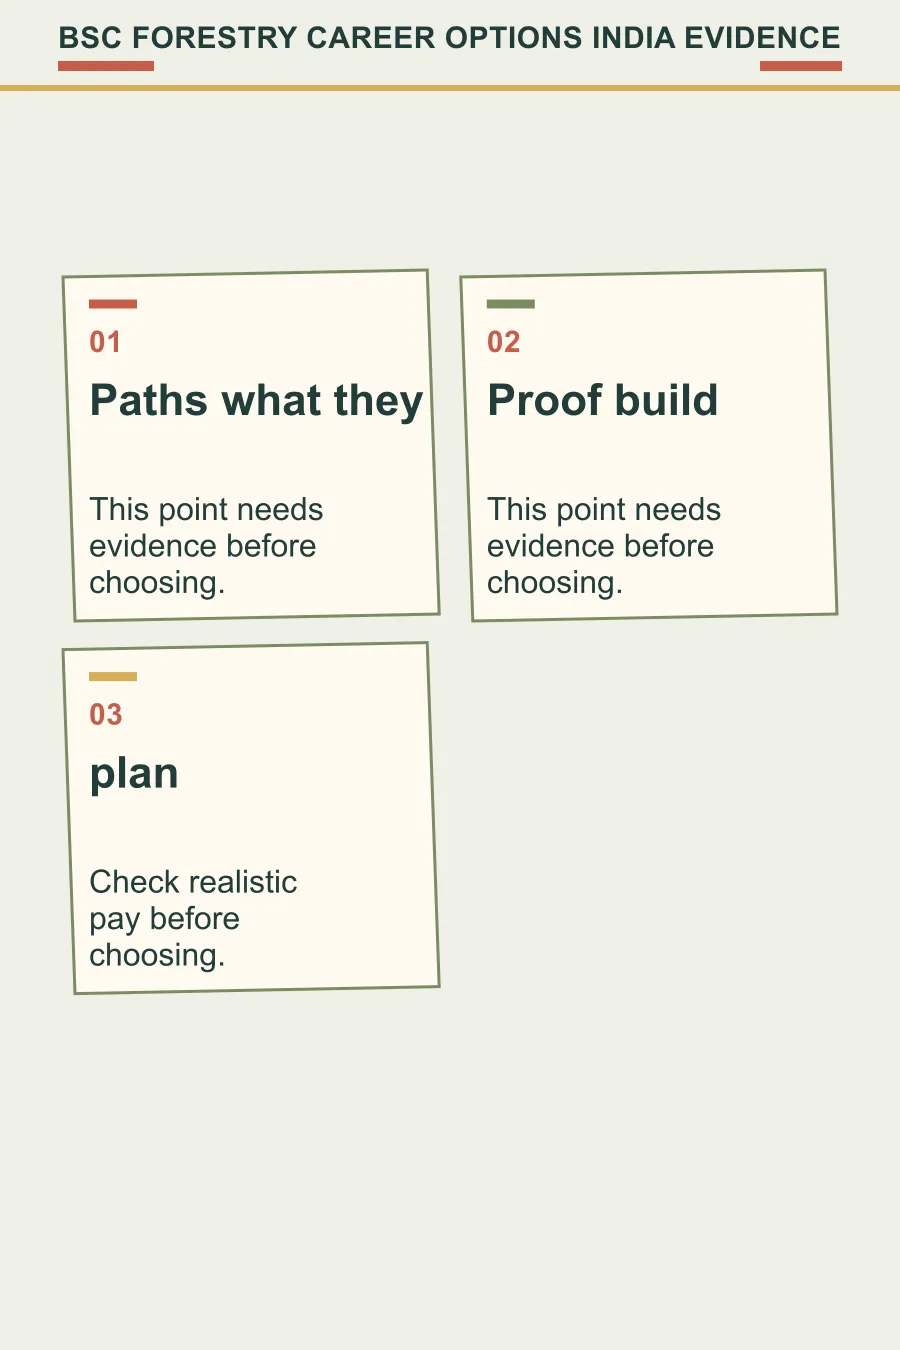 BSC FORESTRY CAREER OPTIONS INDIA EVIDENCE
01
Paths what they
This point needs
evidence before
choosing.
02
Proof build
This point needs
evidence before
choosing.
03
plan
Check realistic
pay before
choosing.